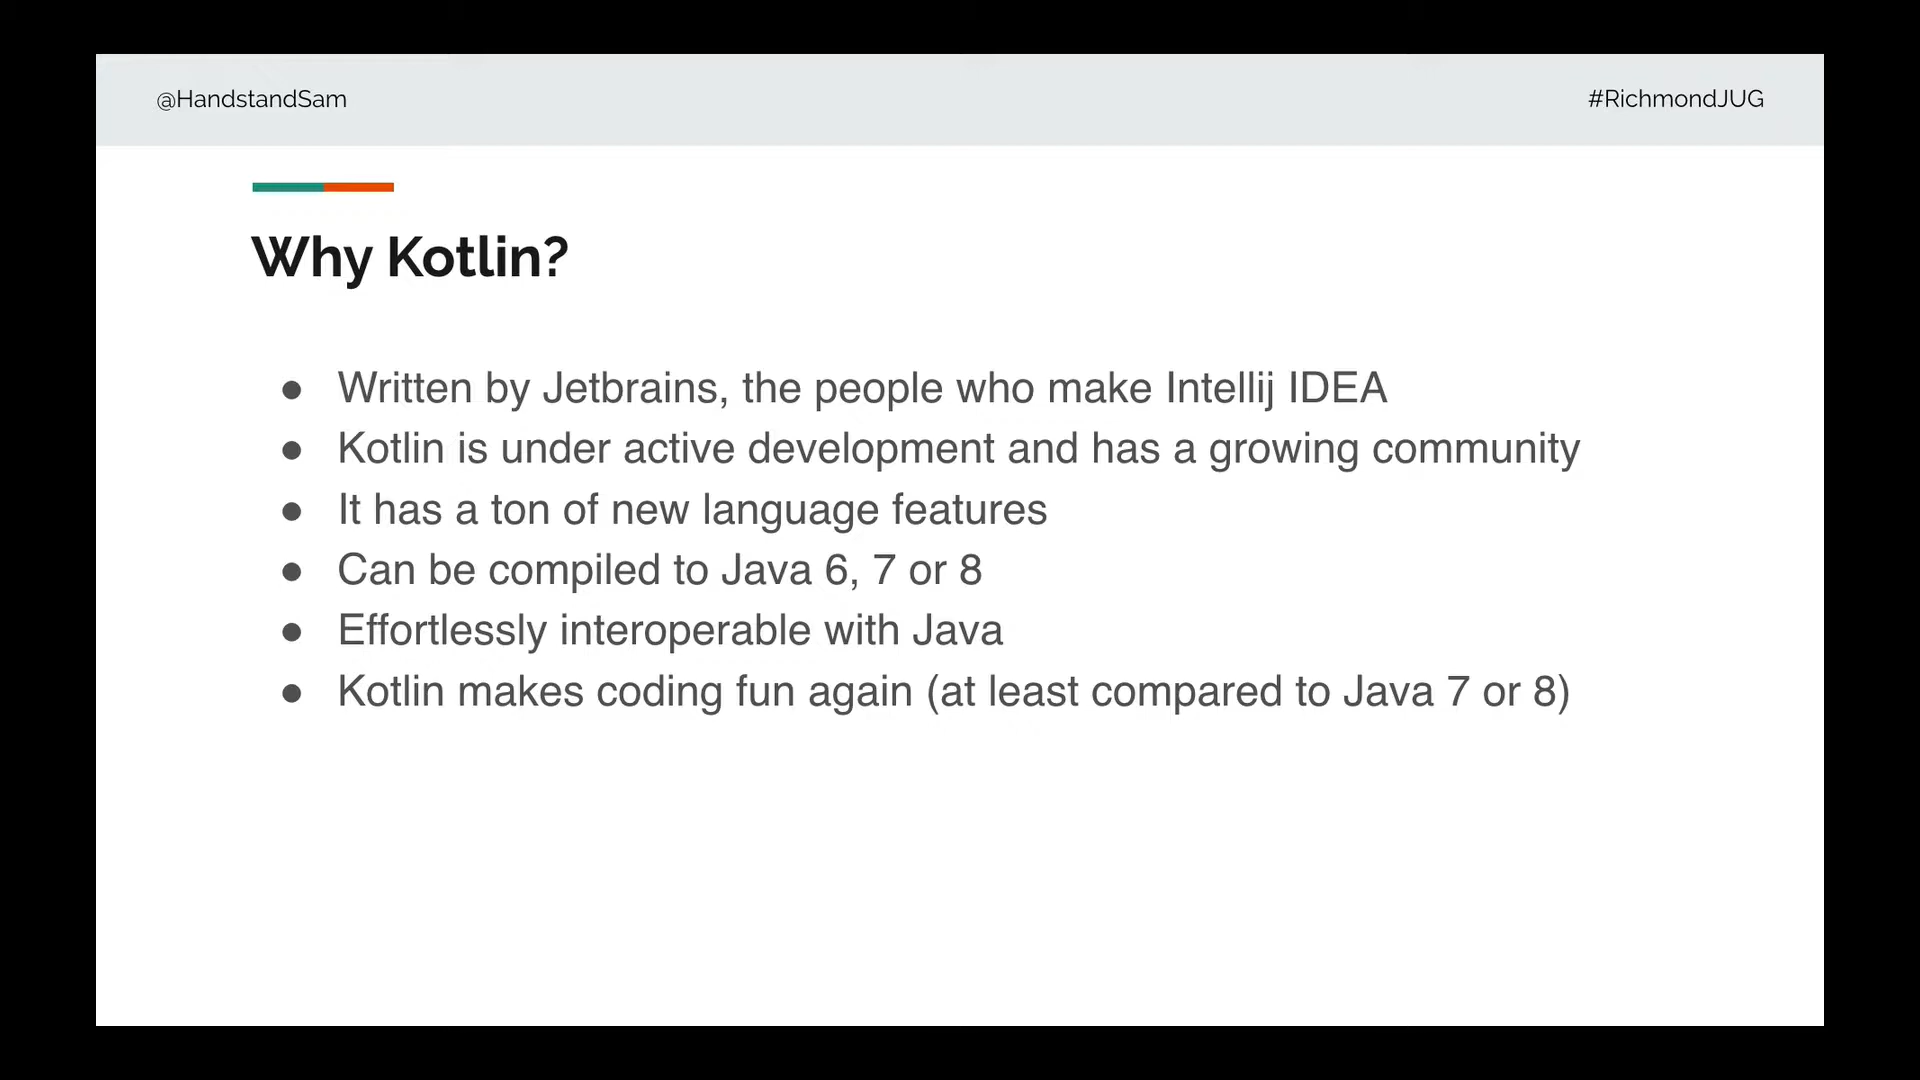 @HandstandSam
#RichmondJUG
Why Kotlin?
● Written by Jetbrains, the people who make Intellij IDEA
● Kotlin is under active development and has a growing community
● It has a ton of new language features
● Can be compiled to Java 6, 7 or 8
● Effortlessly interoperable with Java
● Kotlin makes coding fun again (at least compared to Java 7 or 8)